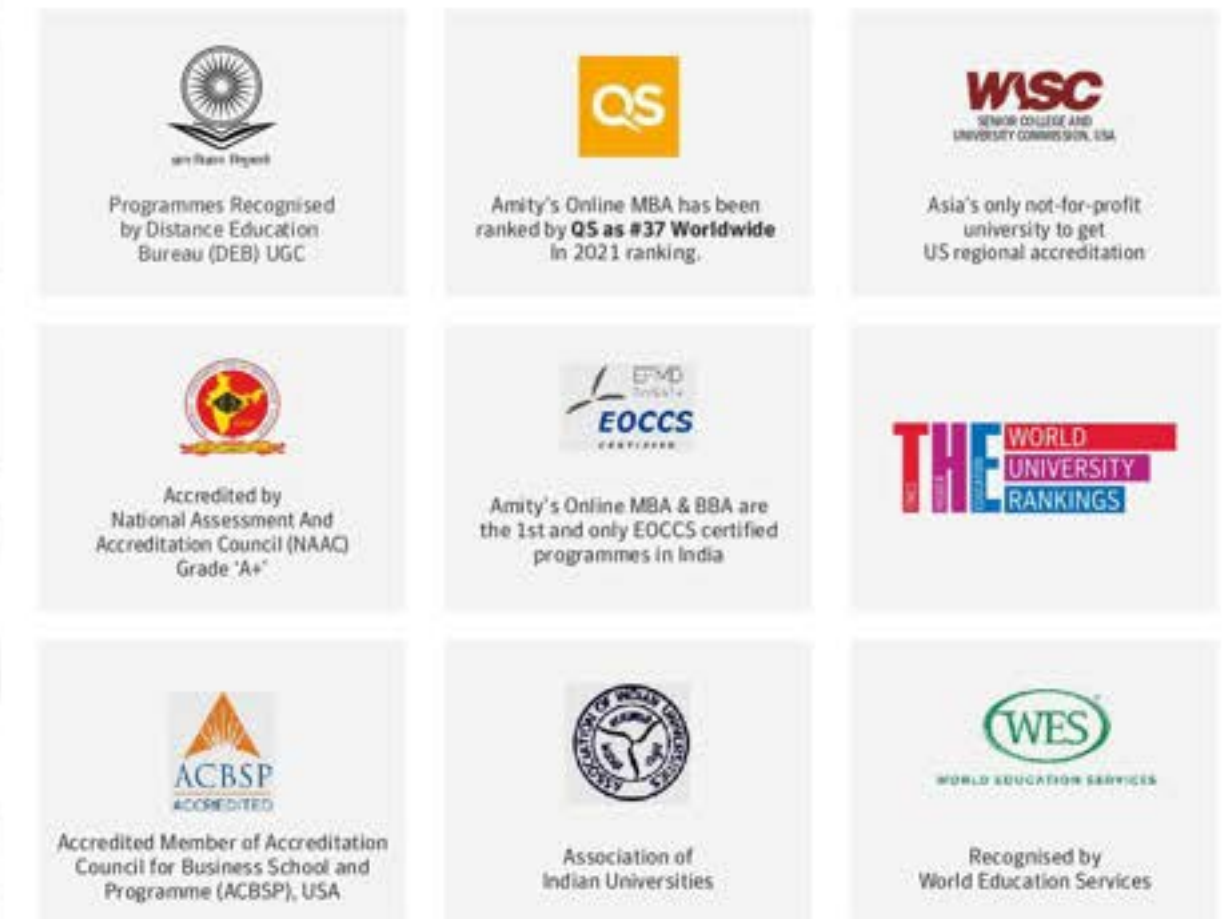 Programmes Recognised
by Distance Education
Bureau (DEB) UGC
QS
Amity's Online MBA has been
ranked by QS as #37 Worldwide
In 2021 ranking.
WASC
SENIOR COLLEGE AND
UNIVERSITY COMMISSION, USA
Asia's only not-for-profit
university to get
US regional accreditation
Accredited by
National Assessment And
Accreditation Council (NAAC)
Grade 'A+'
EFMD
EOCCS
CERTIFIED
Amity's Online MBA & BBA are
the 1st and only EOCCS certified
programmes in India
THE
WORLD
UNIVERSITY
RANKINGS
ACBSP
ACCREDITED
Accredited Member of Accreditation
Council for Business School and
Programme (ACBSP), USA
ASSOCIATION OF INDIAN UNIVERSITIES
Association of
Indian Universities
WES
WORLD EDUCATION SERVICES
Recognised by
World Education Services